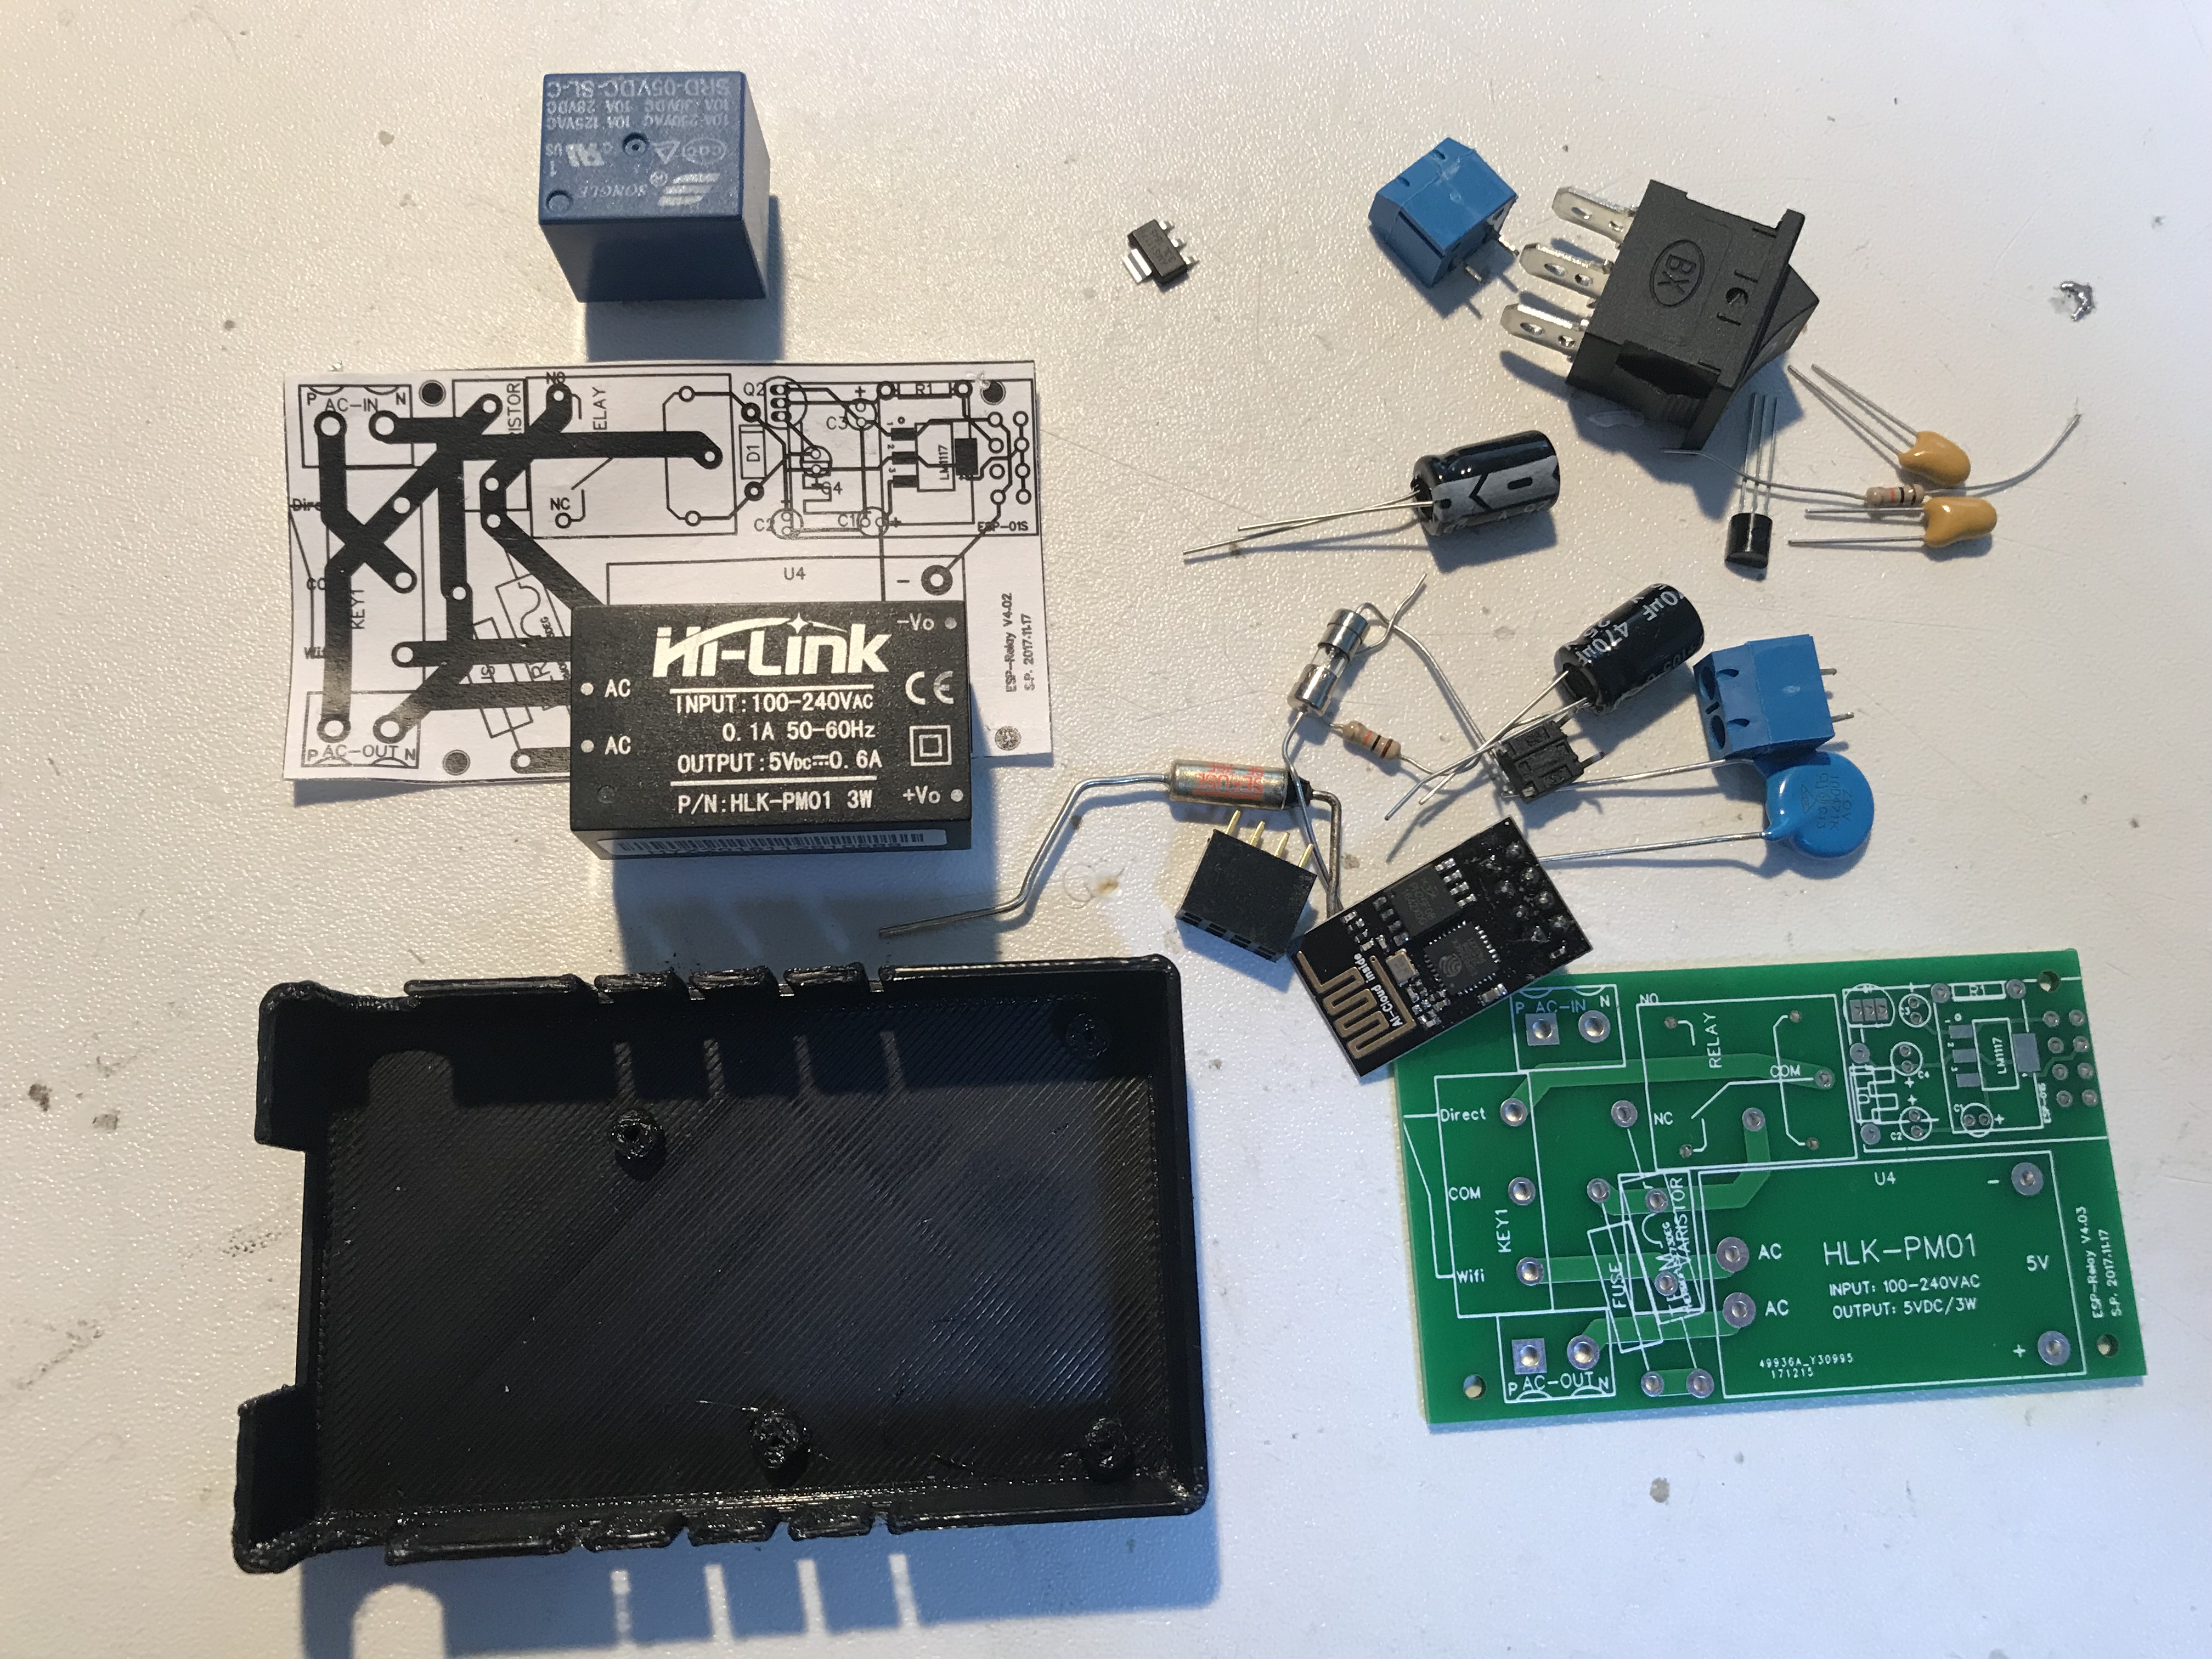 SRD-05VDC-SL-C
10A 30VDC 10A 28VDC
10A 250VAC 10A 125VAC
SONGLE
BX
P AC-IN N
NO
RELAY
Q2
C3
+
R1
D1
LM1117
NC
C2
C1
+
ESP-01S
U4
-
KEY1
P AC-OUT N
ESP-Relay V4.02
S.P. 2017.11.17
Hi-Link
-Vo
AC
INPUT:100-240VAC
CE
0.1A 50-60Hz
AC
OUTPUT:5VDC 0.6A
P/N:HLK-PM01 3W
+Vo
470µF
AI-Cloud inside
P AC-IN N
NO
RELAY
COM
NC
Direct
COM
KEY1
Wifi
FUSE
VARISTOR
R1
LM1117
C4
C2
C1
+
ESP-01S
U4
-
AC
HLK-PM01
5V
INPUT: 100-240VAC
AC
OUTPUT: 5VDC/3W
+
49936A_Y30995
171215
P AC-OUT N
ESP-Relay V4.03
S.P. 2017.11.17